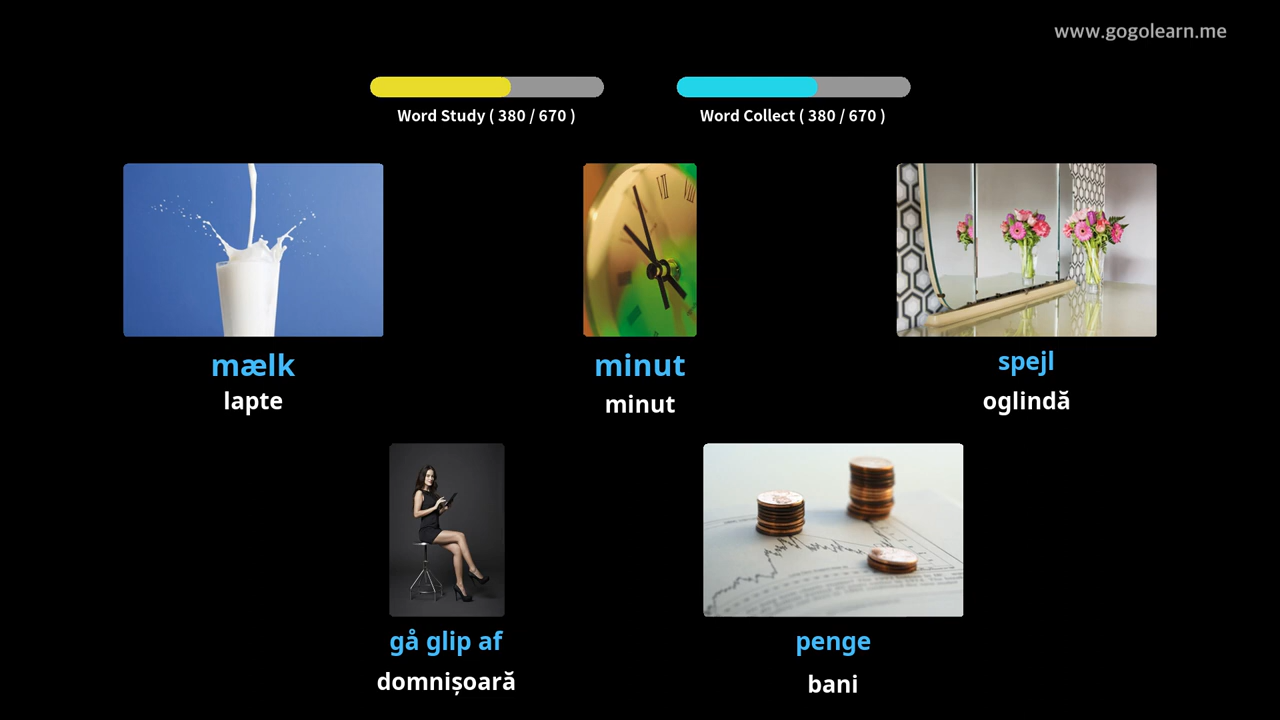 www.gogolearn.me
Word Study ( 380 / 670 )
Word Collect ( 380 / 670 )
mælk
lapte
minut
minut
spejl
oglindă
gå glip af
domnișoară
penge
bani